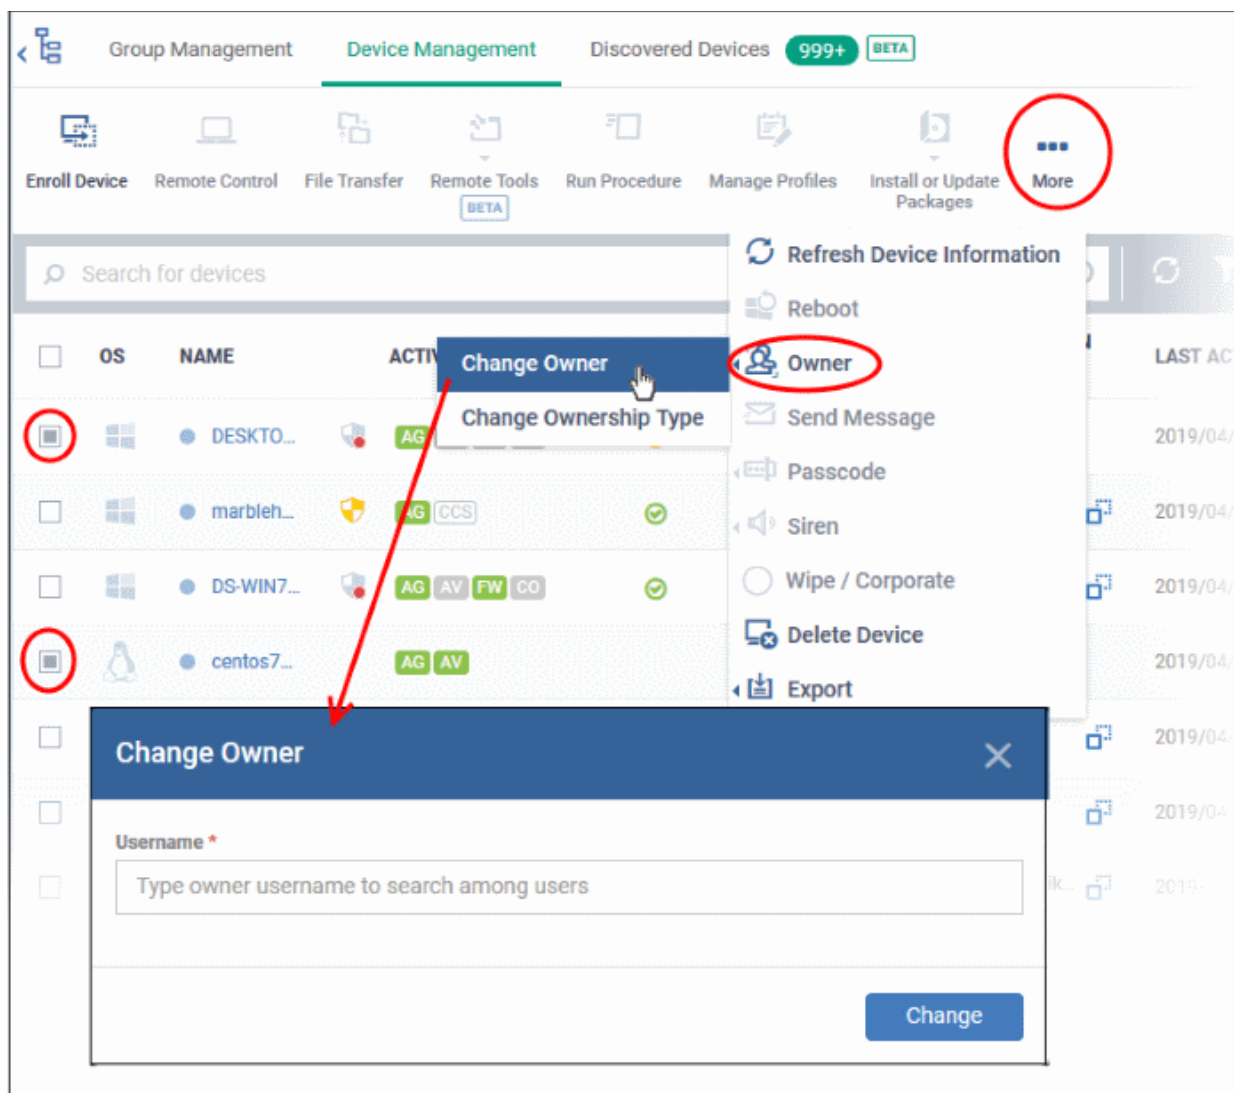 Group Management Device Management Discovered Devices 999+ BETA
Enroll Device Remote Control File Transfer Remote Tools Run Procedure Manage Profiles Install or Update More
BETA Packages
Search for devices
Refresh Device Information
Reboot
OS NAME ACTIV LAST AC
Change Owner
Owner
Change Ownership Type
Send Message
DESKTO... AG 2019/04/
Passcode
marbleh... AG CCS 2019/04/
Siren
DS-WIN7... AG AV FW CO 2019/04/
Wipe / Corporate
Delete Device
centos7... AG AV 2019/04/
Export
Change Owner 2019/04
2019/04
Username *
Type owner username to search among users 2019
Change